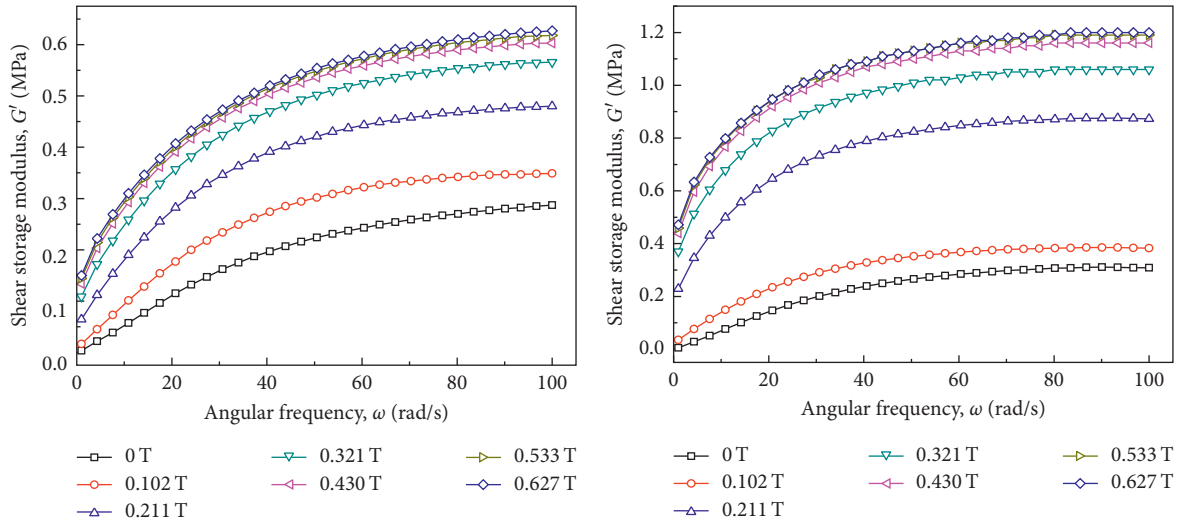 Shear storage modulus, G′ (MPa)
0.6
0.5
0.4
0.3
0.2
0.1
0.0
0 20 40 60 80 100
Angular frequency, ω (rad/s)
0 T 0.321 T 0.533 T
0.102 T 0.430 T 0.627 T
0.211 T
Shear storage modulus, G′ (MPa)
1.2
1.0
0.8
0.6
0.4
0.2
0.0
0 20 40 60 80 100
Angular frequency, ω (rad/s)
0 T 0.321 T 0.533 T
0.102 T 0.430 T 0.627 T
0.211 T